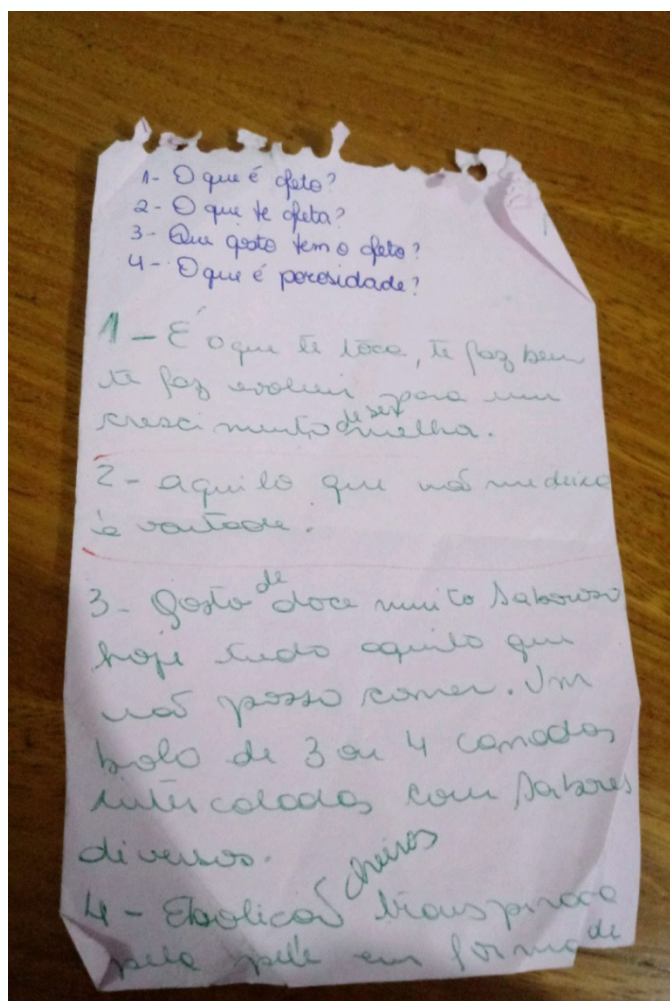 1- O que é afeto?
2- O que te afeta?
3- Que gosto tem o afeto?
4- O que é porosidade?
1 - É o que te toca, te faz bem
te faz evoluir para um
crescimento de ser melhor.
2- aquilo que não me deixa
à vontade.
3- Gosto de doce muito saboroso
hoje tudo aquilo que
não posso comer. Um
bolo de 3 ou 4 camadas
intercaladas com sabores
diversos.
cheiros
4- Ebolição transpiração
pela pele em forma de